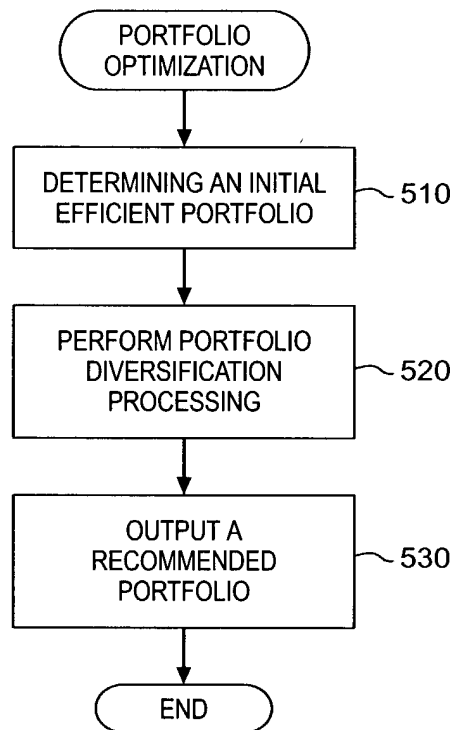 PORTFOLIO
OPTIMIZATION
DETERMINING AN INITIAL
EFFICIENT PORTFOLIO
510
PERFORM PORTFOLIO
DIVERSIFICATION
PROCESSING
520
OUTPUT A
RECOMMENDED
PORTFOLIO
530
END